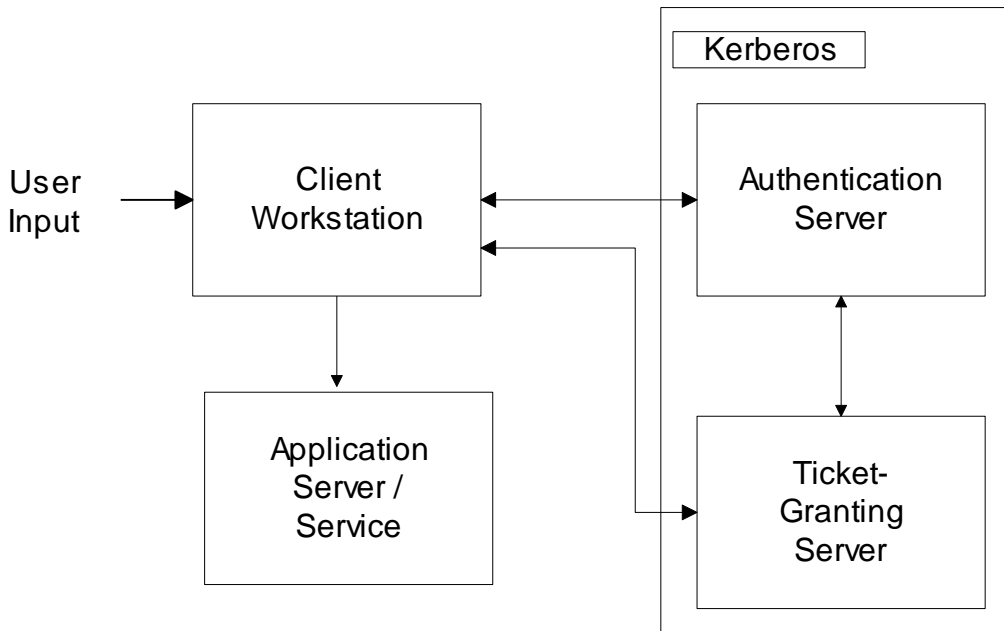 Kerberos
User
Input
Client
Workstation
Authentication
Server
Application
Server /
Service
Ticket-
Granting
Server